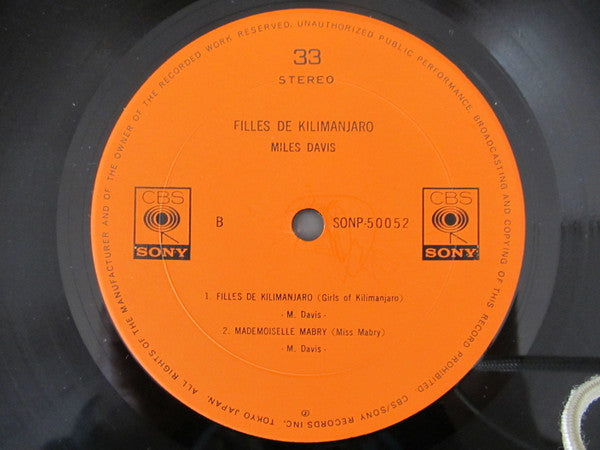 33
STEREO
FILLES DE KILIMANJARO
MILES DAVIS
CBS
SONY
B
SONP-50052
CBS
SONY
1. FILLES DE KILIMANJARO (Girls of Kilimanjaro)
- M. Davis -
2. MADEMOISELLE MABRY (Miss Mabry)
- M. Davis -
℗
ALL RIGHTS OF THE MANUFACTURER AND OF THE OWNER OF THE RECORDED WORK RESERVED. UNAUTHORIZED PUBLIC PERFORMANCE, BROADCASTING AND COPYING OF THIS RECORD PROHIBITED. CBS/SONY RECORDS INC. TOKYO JAPAN.